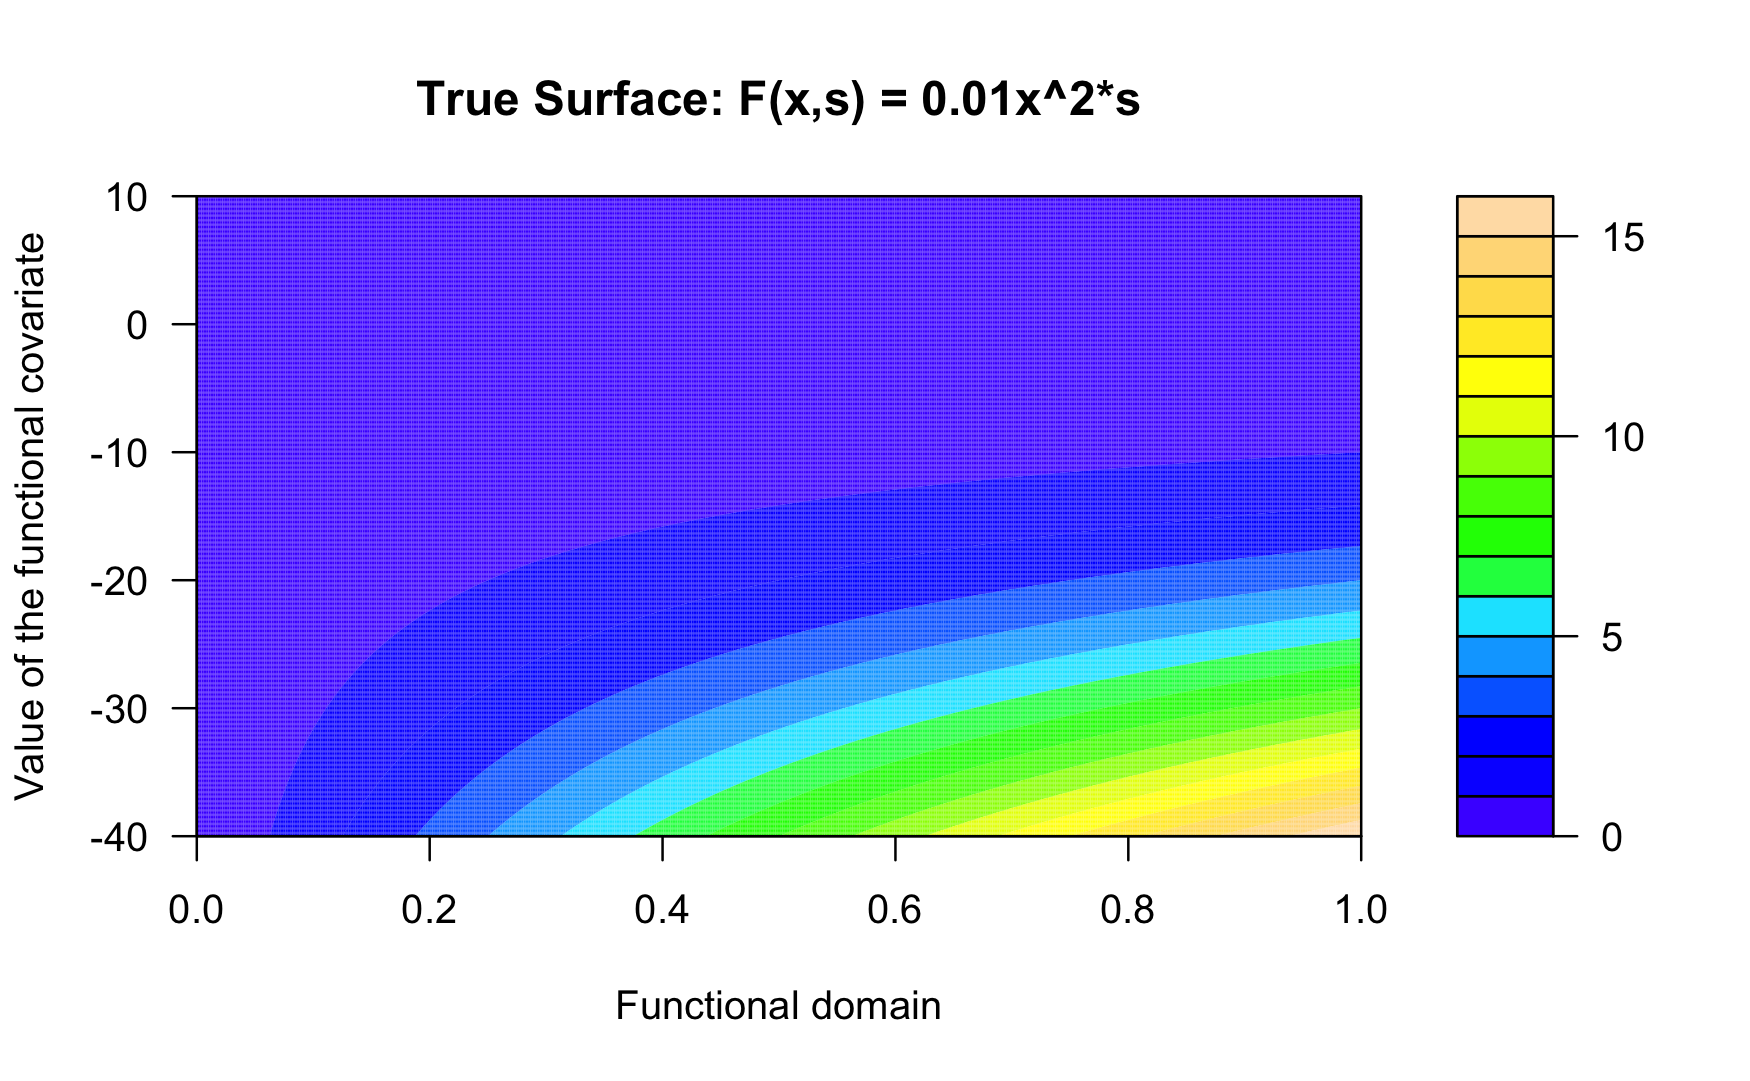 True Surface: F(x,s) = 0.01x^2*s
Value of the functional covariate
10
0
-10
-20
-30
-40
0.0 0.2 0.4 0.6 0.8 1.0
Functional domain
15
10
5
0